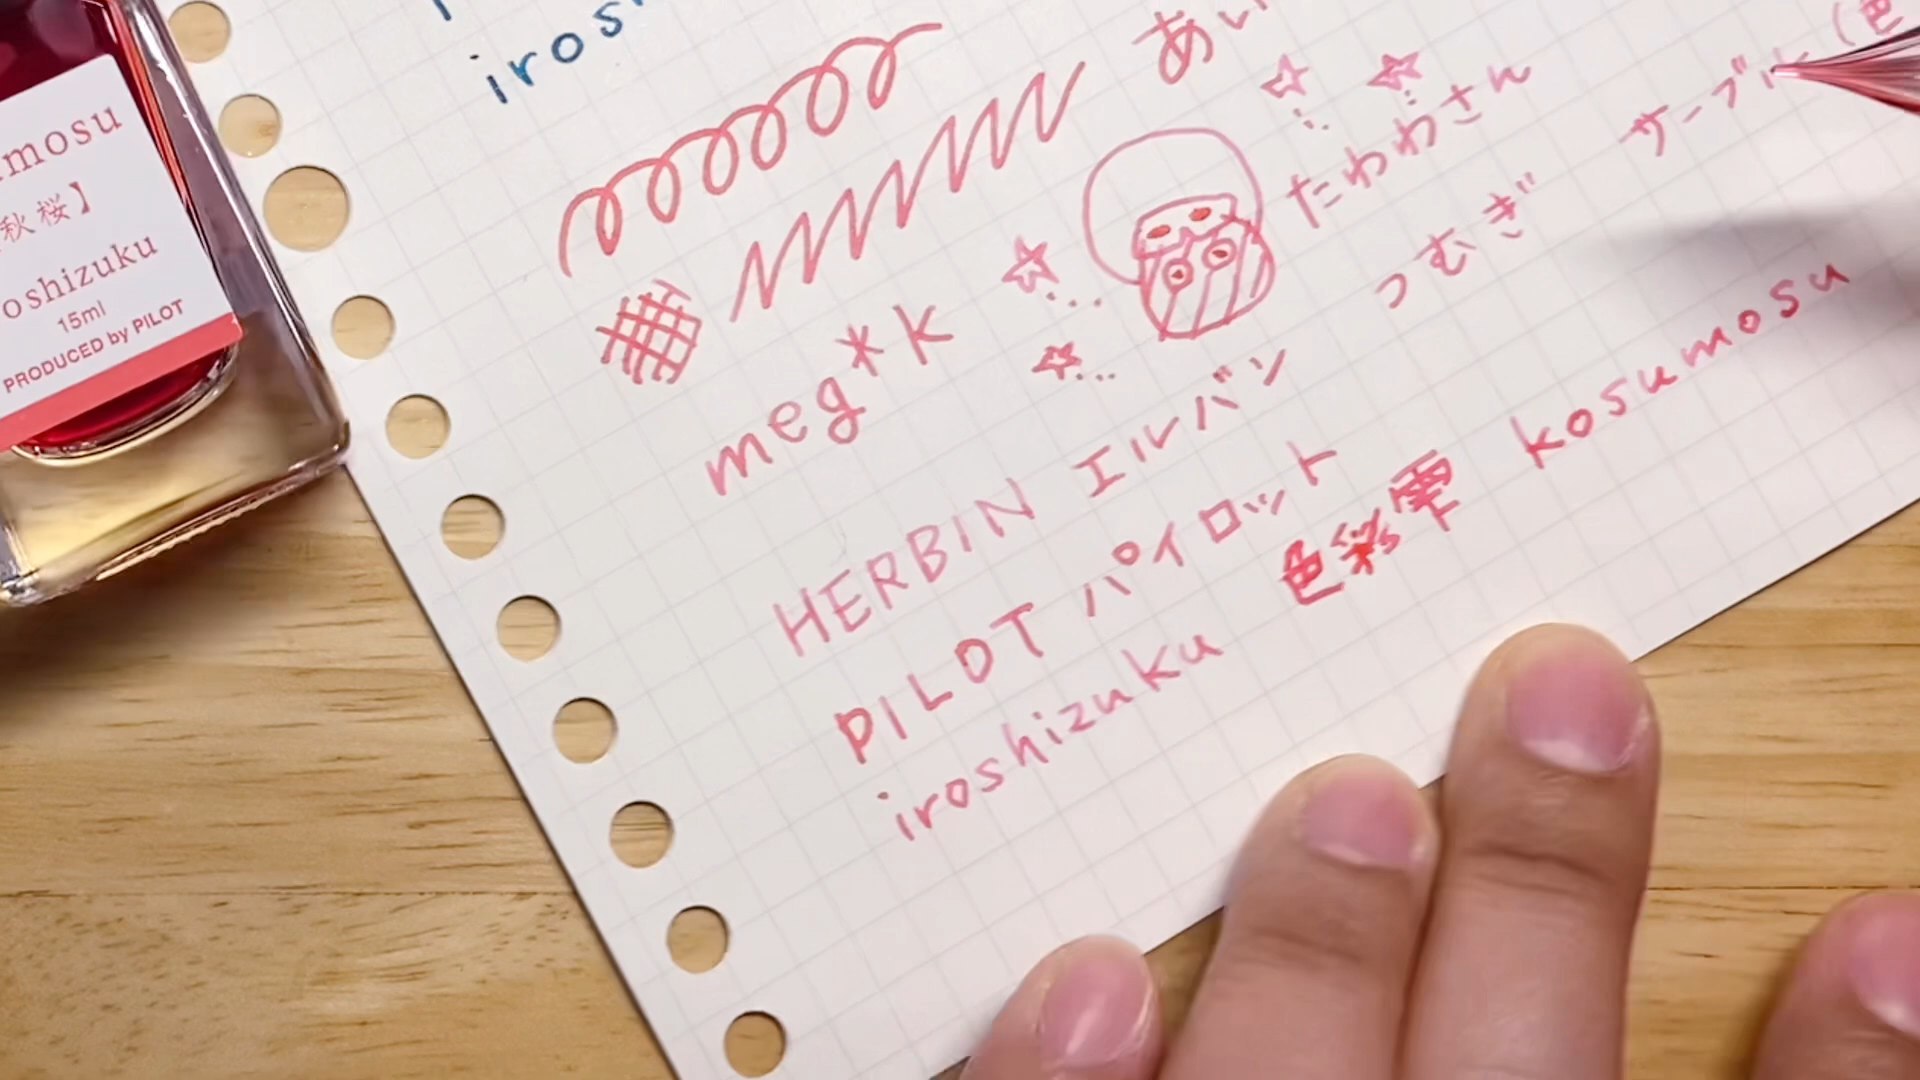 mosu
秋桜】
oshizuku
15ml
PRODUCED by PILOT
iros
あい
たわわさん
meg*k
つむぎ
サーブル(色
HERBIN エルバン
PILOT パイロット
iroshizuku 色彩雫 kosumosu